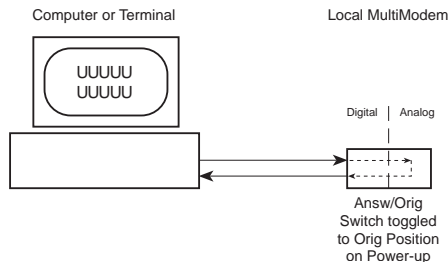 Computer or Terminal
Local MultiModem
UUUUU
UUUUU
Digital
Analog
Answ/Orig
Switch toggled
to Orig Position
on Power-up